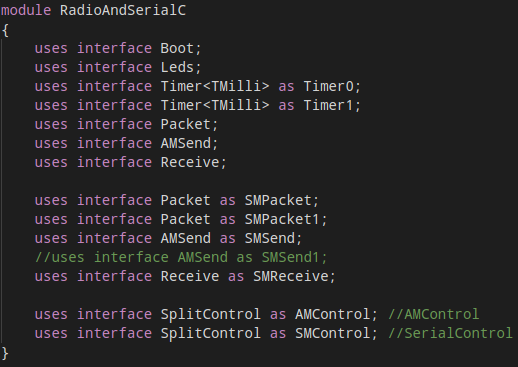 module RadioAndSerialC
{
uses interface Boot;
uses interface Leds;
uses interface Timer<TMilli> as Timer0;
uses interface Timer<TMilli> as Timer1;
uses interface Packet;
uses interface AMSend;
uses interface Receive;
uses interface Packet as SMPacket;
uses interface Packet as SMPacket1;
uses interface AMSend as SMSend;
//uses interface AMSend as SMSend1;
uses interface Receive as SMReceive;
uses interface SplitControl as AMControl; //AMControl
uses interface SplitControl as SMControl; //SerialControl
}